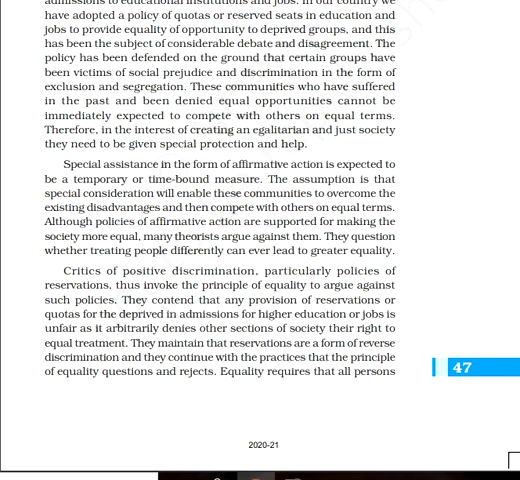 admissions to educational institutions and jobs. In our country we
have adopted a policy of quotas or reserved seats in education and
jobs to provide equality of opportunity to deprived groups, and this
has been the subject of considerable debate and disagreement. The
policy has been defended on the ground that certain groups have
been victims of social prejudice and discrimination in the form of
exclusion and segregation. These communities who have suffered
in the past and been denied equal opportunities cannot be
immediately expected to compete with others on equal terms.
Therefore, in the interest of creating an egalitarian and just society
they need to be given special protection and help.
Special assistance in the form of affirmative action is expected to
be a temporary or time-bound measure. The assumption is that
special consideration will enable these communities to overcome the
existing disadvantages and then compete with others on equal terms.
Although policies of affirmative action are supported for making the
society more equal, many theorists argue against them. They question
whether treating people differently can ever lead to greater equality.
Critics of positive discrimination, particularly policies of
reservations, thus invoke the principle of equality to argue against
such policies. They contend that any provision of reservations or
quotas for the deprived in admissions for higher education or jobs is
unfair as it arbitrarily denies other sections of society their right to
equal treatment. They maintain that reservations are a form of reverse
discrimination and they continue with the practices that the principle
of equality questions and rejects. Equality requires that all persons
47
2020-21